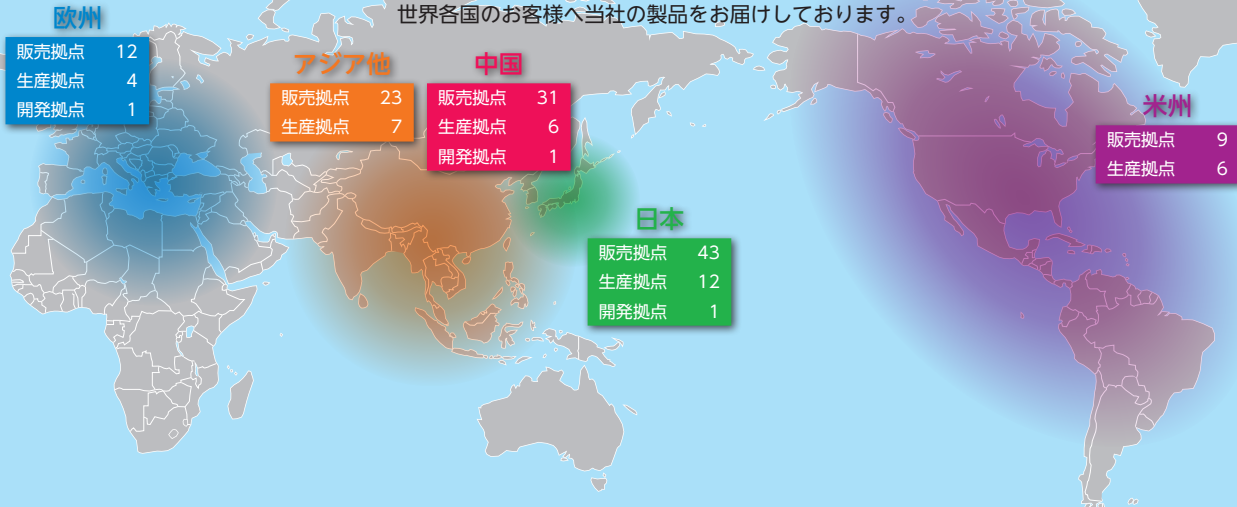 世界各国のお客様へ当社の製品をお届けしております。
欧州
販売拠点 12
生産拠点 4
開発拠点 1
アジア他
販売拠点 23
生産拠点 7
中国
販売拠点 31
生産拠点 6
開発拠点 1
日本
販売拠点 43
生産拠点 12
開発拠点 1
米州
販売拠点 9
生産拠点 6